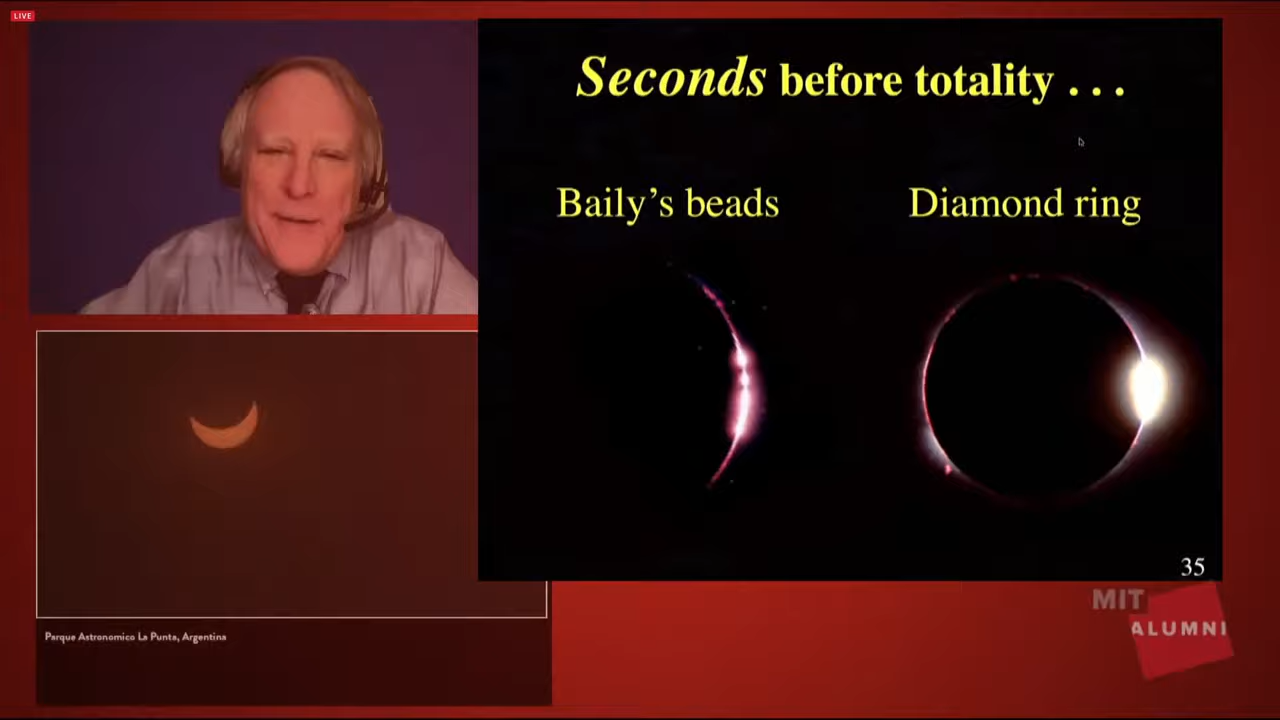 LIVE
Seconds before totality . . .
Baily's beads
Diamond ring
35
Parque Astronomico La Punta, Argentina
MIT
ALUMNI